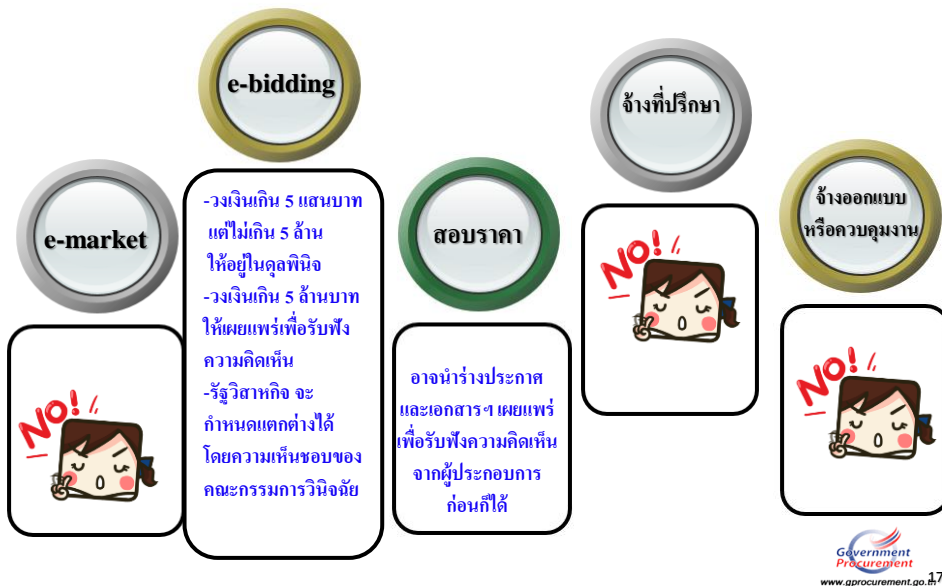 e-market
NO!
e-bidding
-วงเงินเกิน 5 แสนบาท
แต่ไม่เกิน 5 ล้าน
ให้อยู่ในดุลพินิจ
-วงเงินเกิน 5 ล้านบาท
ให้เผยแพร่เพื่อรับฟัง
ความคิดเห็น
-รัฐวิสาหกิจ จะ
กำหนดแตกต่างได้
โดยความเห็นชอบของ
คณะกรรมการวินิจฉัย
สอบราคา
อาจนำร่างประกาศ
และเอกสารฯ เผยแพร่
เพื่อรับฟังความคิดเห็น
จากผู้ประกอบการ
ก่อนก็ได้
จ้างที่ปรึกษา
NO!
จ้างออกแบบ
หรือควบคุมงาน
NO!
Government
Procurement
www.gprocurement.go.th
17